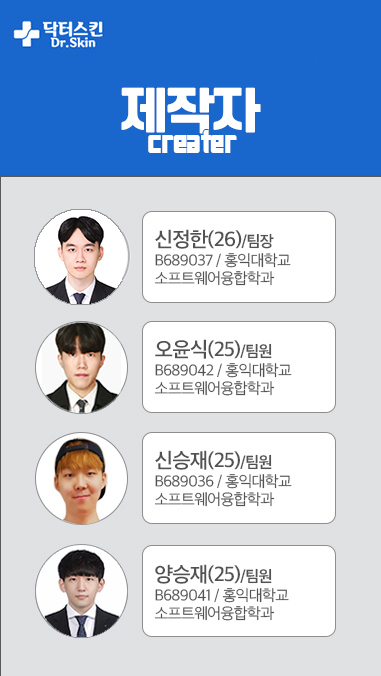 닥터스킨
Dr.Skin
제작자
creater
신정한(26)/팀장
B689037 / 홍익대학교
소프트웨어융합학과
오윤식(25)/팀원
B689042 / 홍익대학교
소프트웨어융합학과
신승재(25)/팀원
B689036 / 홍익대학교
소프트웨어융합학과
양승재(25)/팀원
B689041 / 홍익대학교
소프트웨어융합학과